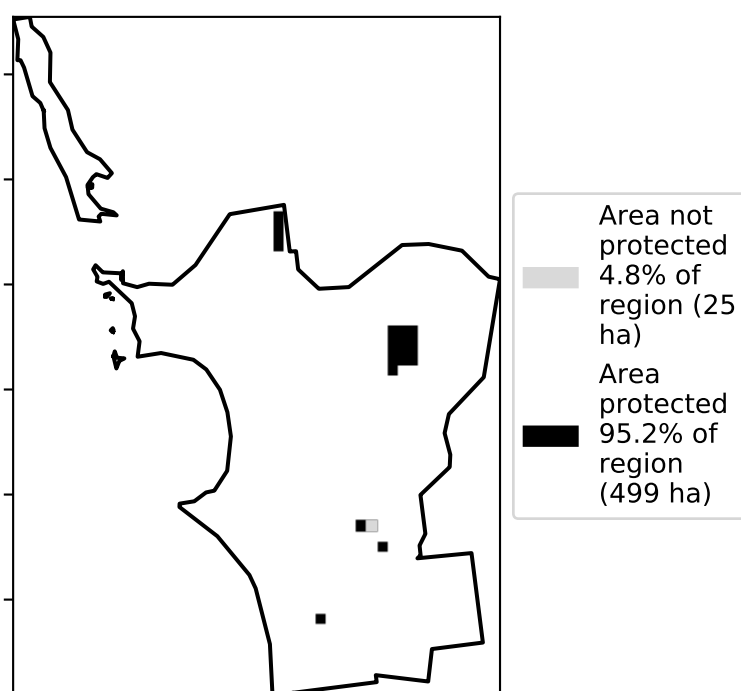 Area not
protected
4.8% of
region (25
ha)
Area
protected
95.2% of
region
(499 ha)